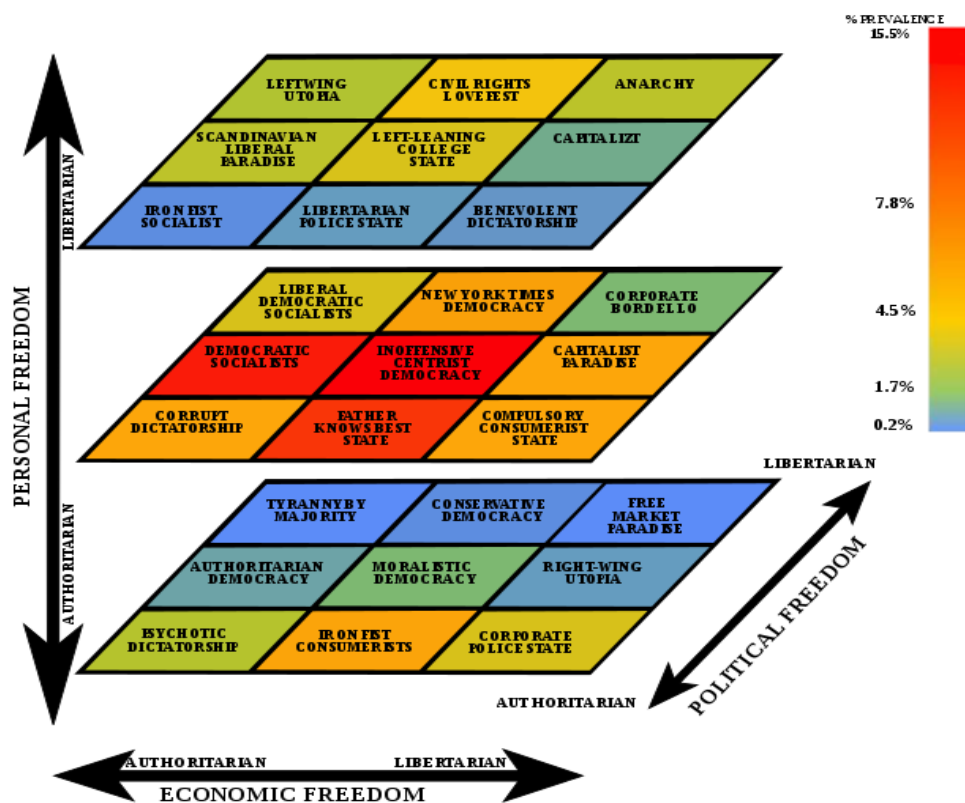 % PREVALENCE
15.5%
7.8%
4.5%
1.7%
0.2%
LEFTWING
UTOPIA
CIVIL RIGHTS
LOVEFEST
ANARCHY
SCANDINAVIAN
LIBERAL
PARADISE
LEFT-LEANING
COLLEGE
STATE
CAPITALIZT
IRON FIST
SOCIALIST
LIBERTARIAN
POLICE STATE
BENEVOLENT
DICTATORSHIP
LIBERAL
DEMOCRATIC
SOCIALISTS
NEW YORK TIMES
DEMOCRACY
CORPORATE
BORDELLO
DEMOCRATIC
SOCIALISTS
INOFFENSIVE
CENTRIST
DEMOCRACY
CAPITALIST
PARADISE
CORRUPT
DICTATORSHIP
FATHER
KNOWS BEST
STATE
COMPULSORY
CONSUMERIST
STATE
TYRANNY BY
MAJORITY
CONSERVATIVE
DEMOCRACY
FREE
MARKET
PARADISE
AUTHORITARIAN
DEMOCRACY
MORALISTIC
DEMOCRACY
RIGHT-WING
UTOPIA
PSYCHOTIC
DICTATORSHIP
IRON FIST
CONSUMERISTS
CORPORATE
POLICE STATE
PERSONAL FREEDOM
LIBERTARIAN
AUTHORITARIAN
LIBERTARIAN
POLITICAL FREEDOM
AUTHORITARIAN
AUTHORITARIAN LIBERTARIAN
ECONOMIC FREEDOM